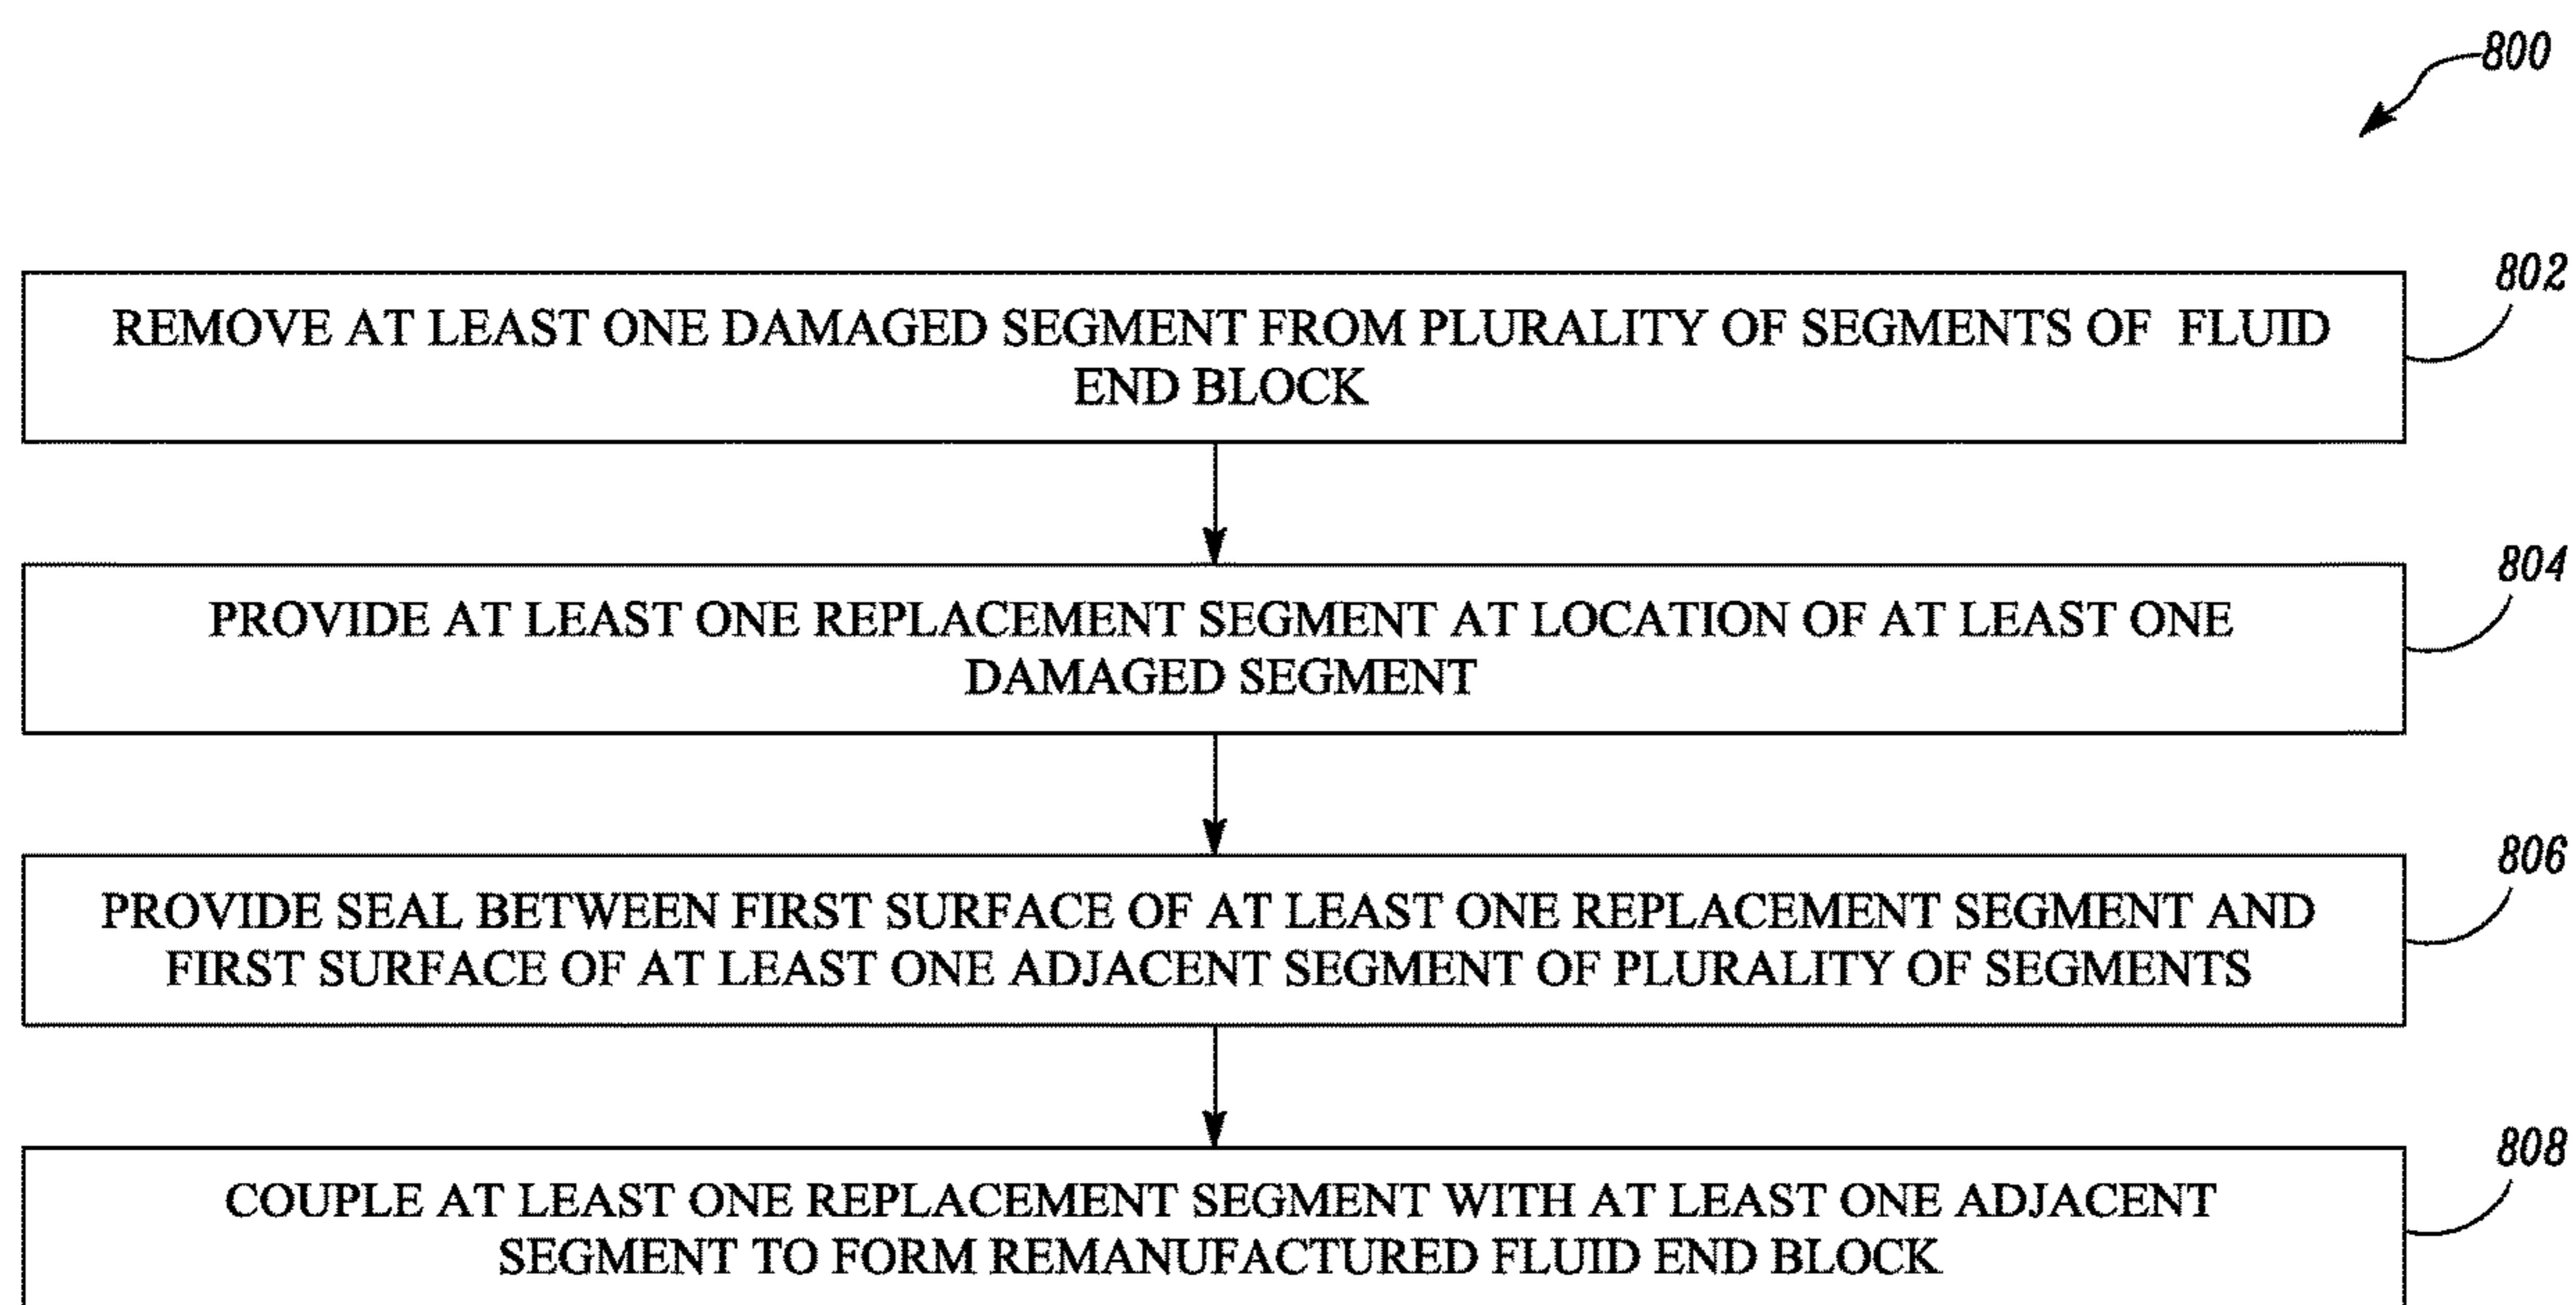 800
802
REMOVE AT LEAST ONE DAMAGED SEGMENT FROM PLURALITY OF SEGMENTS OF FLUID
END BLOCK
804
PROVIDE AT LEAST ONE REPLACEMENT SEGMENT AT LOCATION OF AT LEAST ONE
DAMAGED SEGMENT
806
PROVIDE SEAL BETWEEN FIRST SURFACE OF AT LEAST ONE REPLACEMENT SEGMENT AND
FIRST SURFACE OF AT LEAST ONE ADJACENT SEGMENT OF PLURALITY OF SEGMENTS
808
COUPLE AT LEAST ONE REPLACEMENT SEGMENT WITH AT LEAST ONE ADJACENT
SEGMENT TO FORM REMANUFACTURED FLUID END BLOCK